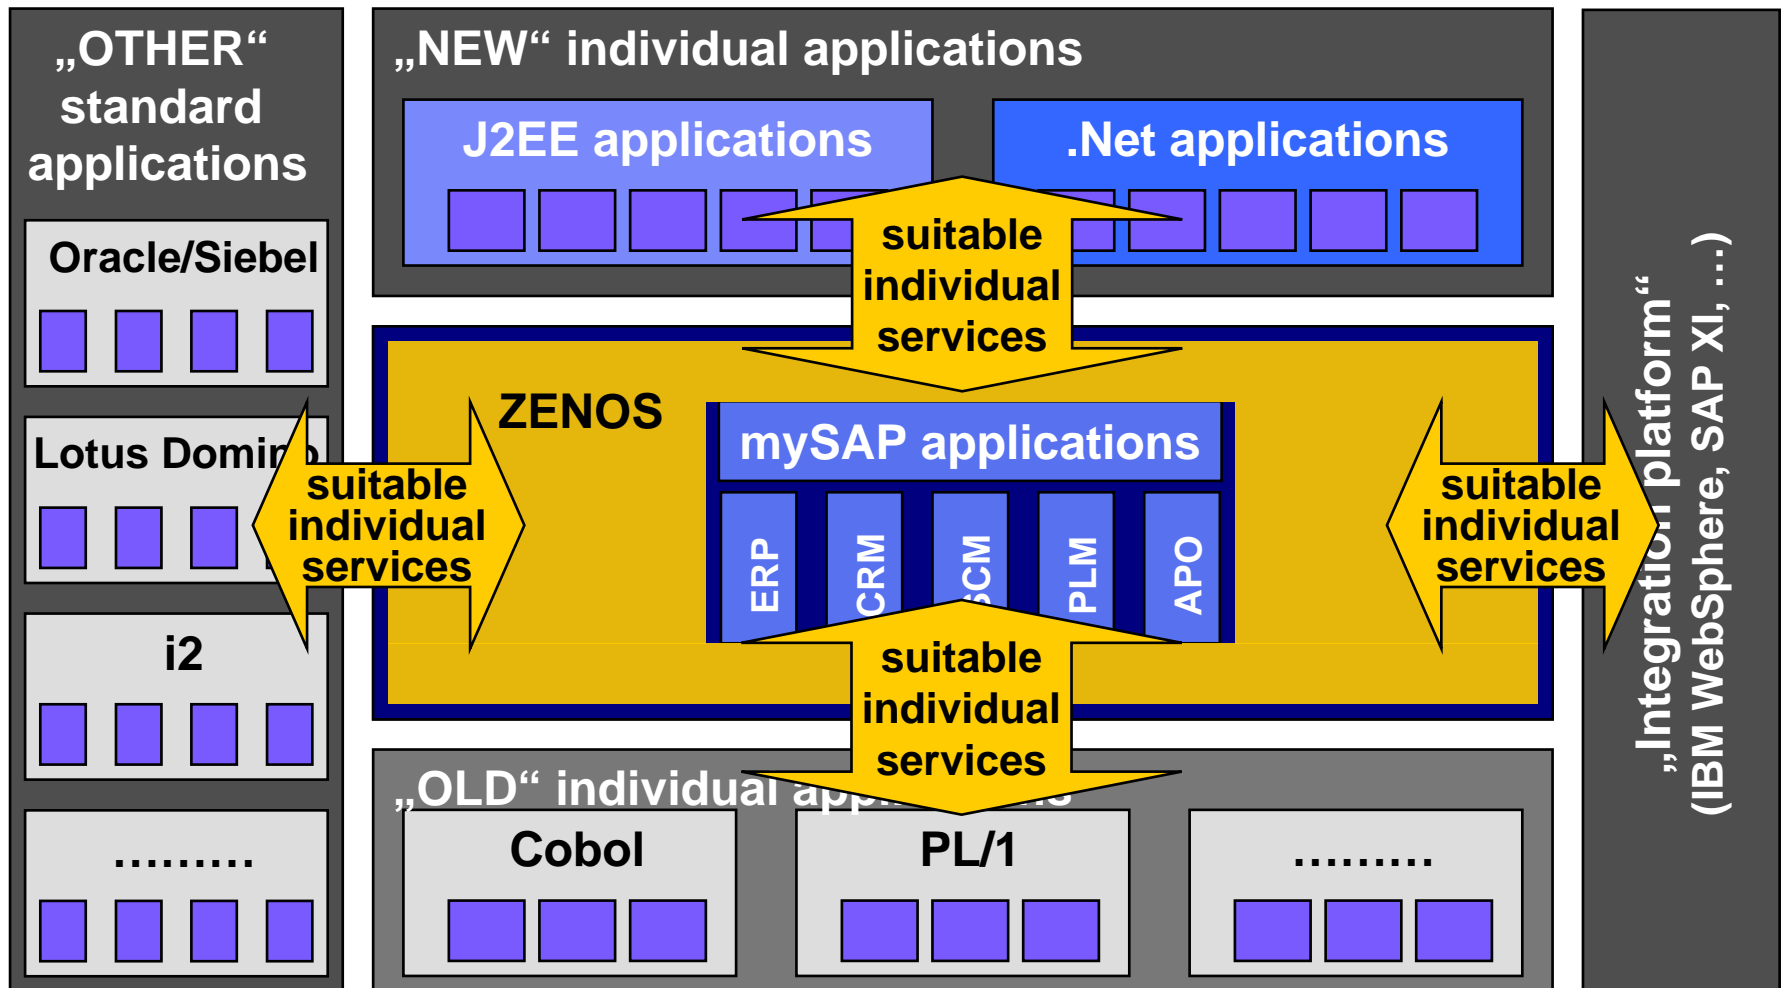 „OTHER“
standard
applications
Oracle/Siebel
Lotus Domino
i2
………
„NEW“ individual applications
J2EE applications
.Net applications
suitable
individual
services
ZENOS
mySAP applications
ERP
CRM
SCM
PLM
APO
suitable
individual
services
suitable
individual
services
suitable
individual
services
„OLD“ individual applications
Cobol
PL/1
………
„Integration platform“
(IBM WebSphere, SAP XI, …)